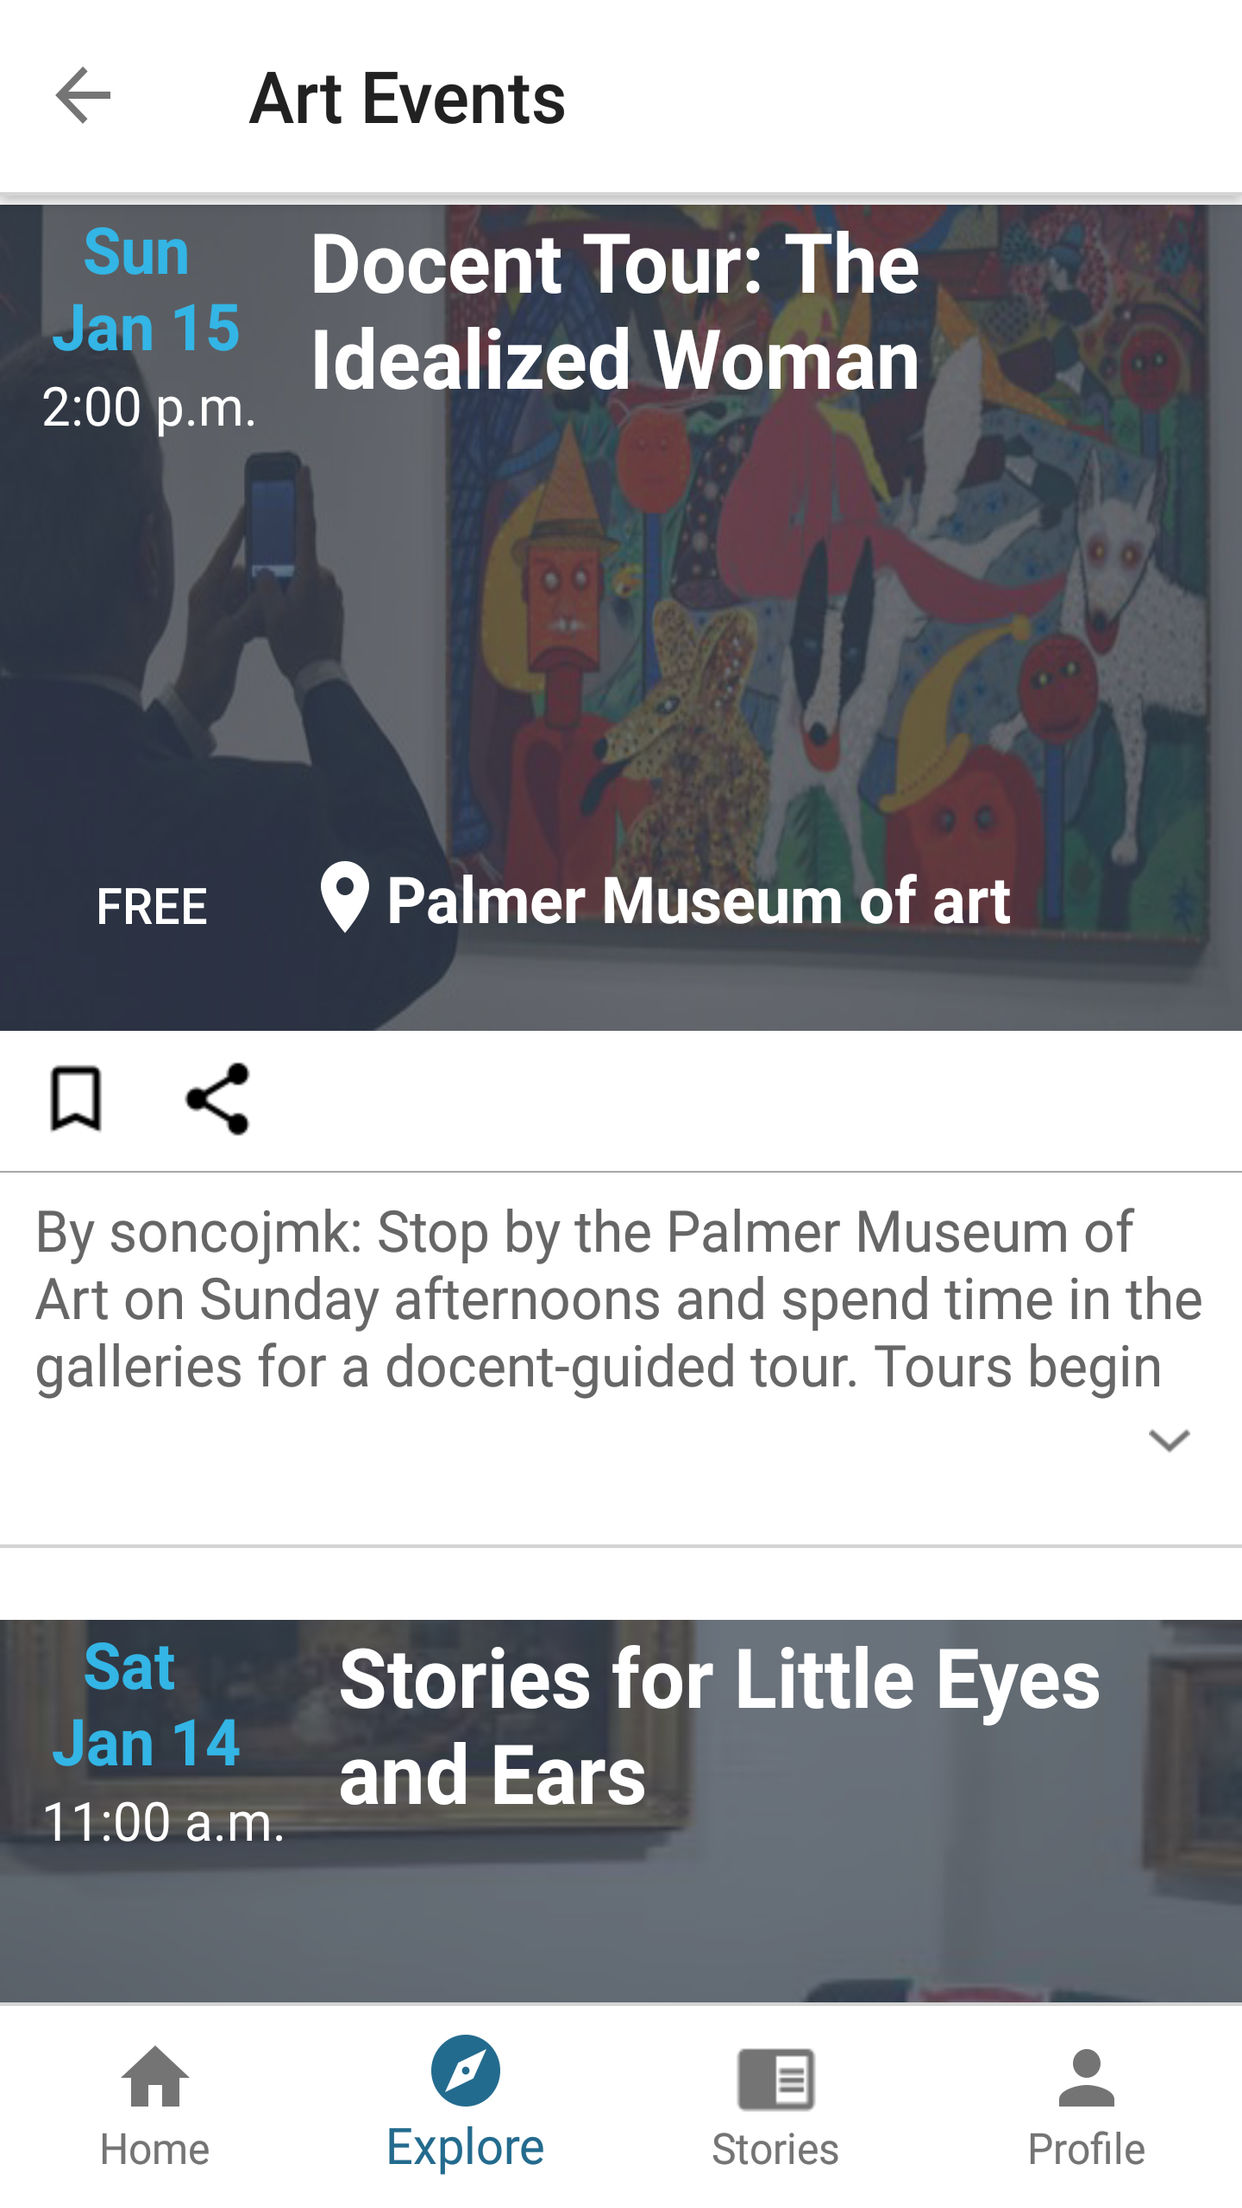 Art Events
Sun
Jan 15
2:00 p.m.
Docent Tour: The
Idealized Woman
FREE
Palmer Museum of art
By soncojmk: Stop by the Palmer Museum of
Art on Sunday afternoons and spend time in the
galleries for a docent-guided tour. Tours begin
Sat
Jan 14
11:00 a.m.
Stories for Little Eyes
and Ears
Home
Explore
Stories
Profile